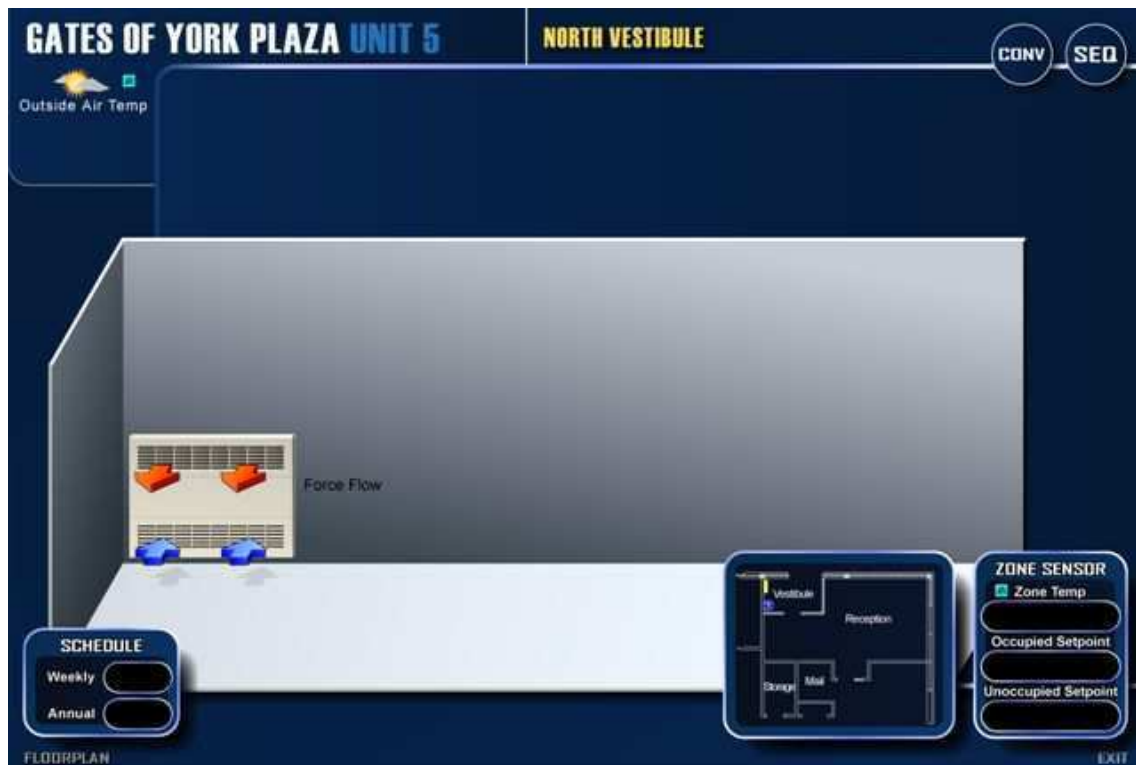 GATES OF YORK PLAZA UNIT 5
NORTH VESTIBULE
CONV
SEQ
Outside Air Temp
Force Flow
Vestibule
Reception
Storage
Mail
ZONE SENSOR
Zone Temp
Occupied Setpoint
Unoccupied Setpoint
SCHEDULE
Weekly
Annual
FLOORPLAN
EXIT